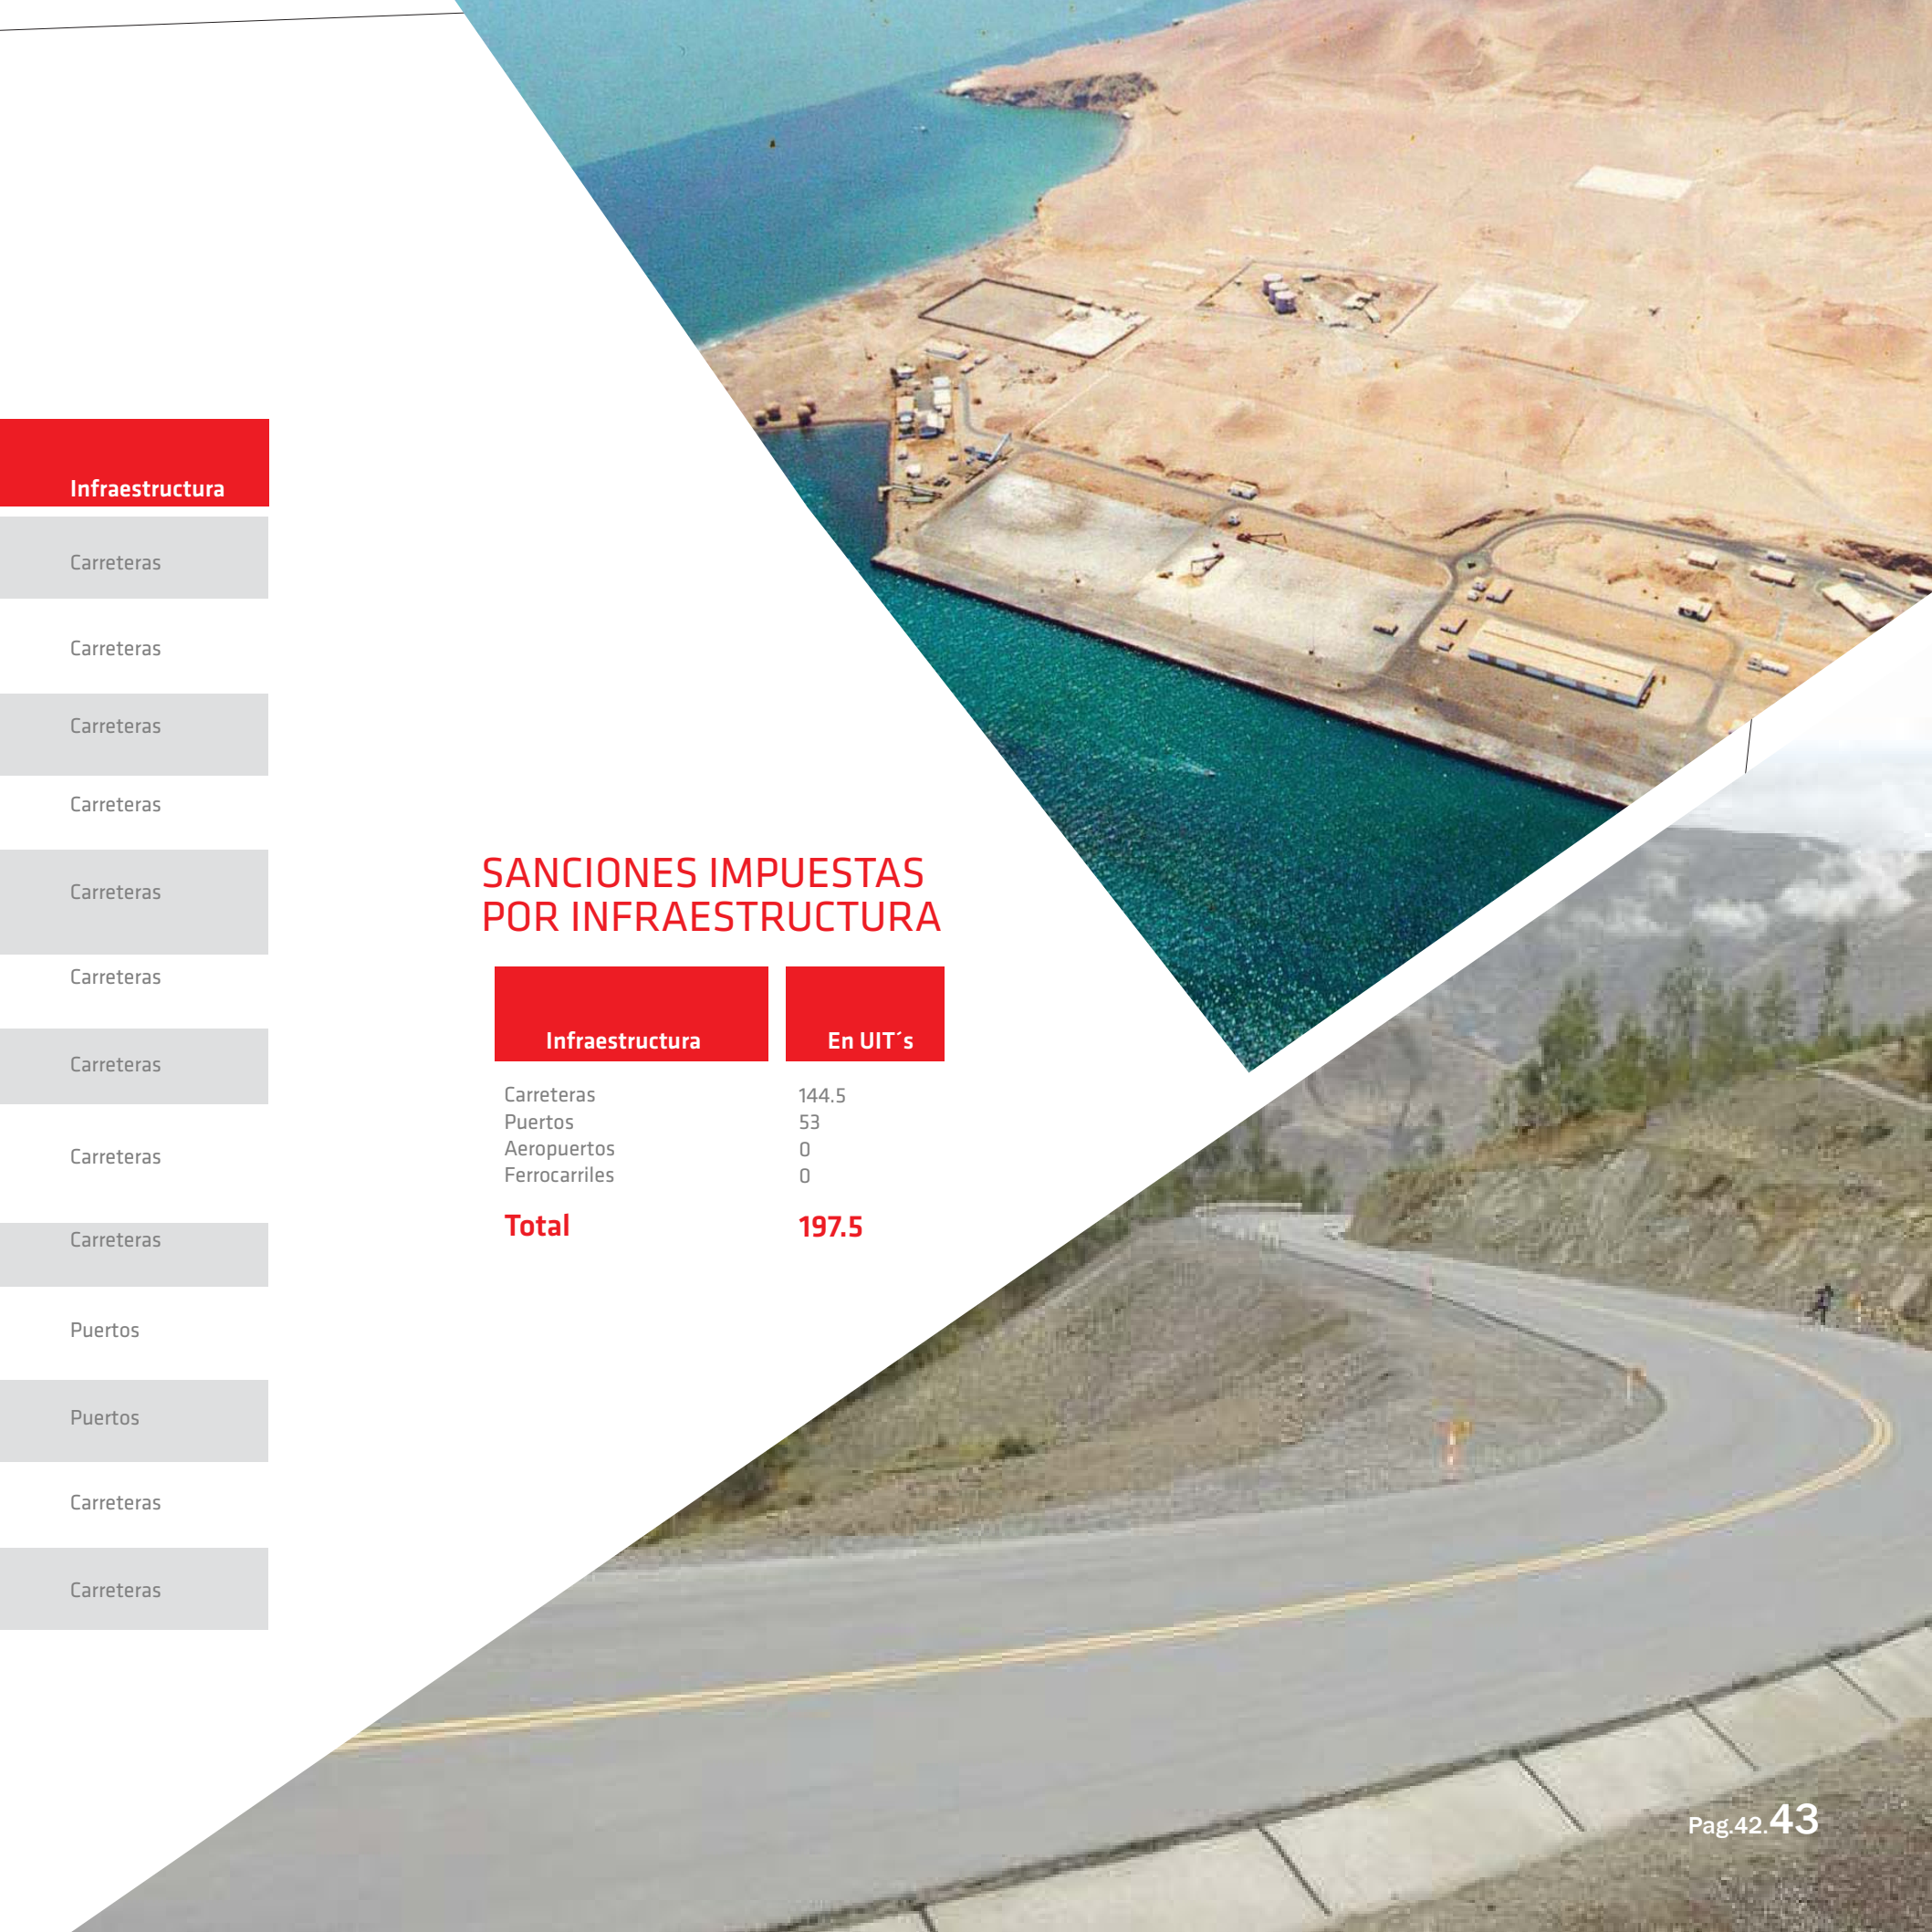 Infraestructura
Carreteras
Carreteras
Carreteras
Carreteras
Carreteras
Carreteras
Carreteras
Carreteras
Carreteras
Puertos
Puertos
Carreteras
Carreteras
SANCIONES IMPUESTAS
POR INFRAESTRUCTURA
Infraestructura En UIT´s
Carreteras 144.5
Puertos 53
Aeropuertos 0
Ferrocarriles 0
Total 197.5
Pag.42.43